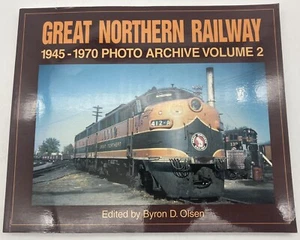 GREAT NORTHERN RAILWAY
1945-1970 PHOTO ARCHIVE VOLUME 2
Edited by Byron D. Olsen